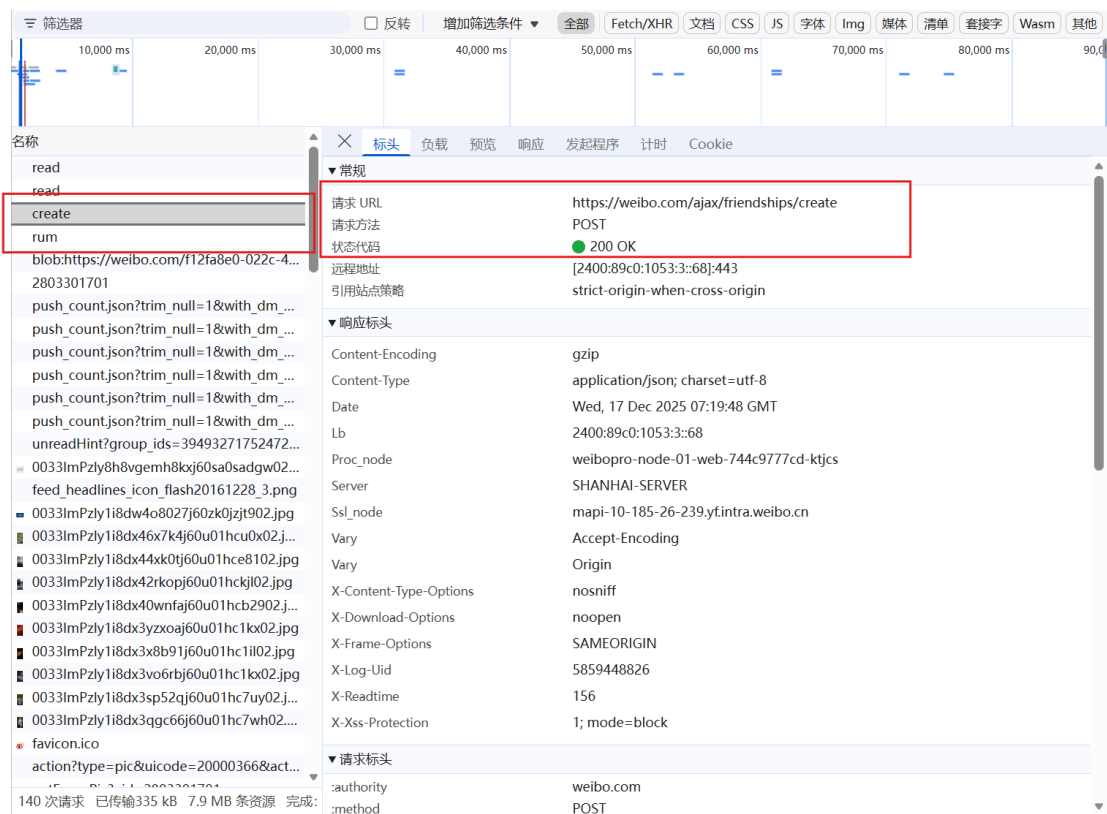 筛选器 反转 增加筛选条件 ▼ 全部 Fetch/XHR 文档 CSS JS 字体 Img 媒体 清单 套接字 Wasm 其他
10,000 ms 20,000 ms 30,000 ms 40,000 ms 50,000 ms 60,000 ms 70,000 ms 80,000 ms 90,0
名称
read
read
create
rum
blob:https://weibo.com/f12fa8e0-022c-4...
2803301701
push_count.json?trim_null=1&with_dm_...
push_count.json?trim_null=1&with_dm_...
push_count.json?trim_null=1&with_dm_...
push_count.json?trim_null=1&with_dm_...
push_count.json?trim_null=1&with_dm_...
push_count.json?trim_null=1&with_dm_...
unreadHint?group_ids=39493271752472...
0033ImPzly8h8vgemh8kxj60sa0sadgw02...
feed_headlines_icon_flash20161228_3.png
0033ImPzly1i8dw4o8027j60zk0jzjt902.jpg
0033ImPzly1i8dx46x7k4j60u01hcu0x02.j...
0033ImPzly1i8dx44xk0tj60u01hce8102.jpg
0033ImPzly1i8dx42rkopj60u01hckjl02.jpg
0033ImPzly1i8dx40wnfaj60u01hcb2902.j...
0033ImPzly1i8dx3yzxoaj60u01hc1kx02.jpg
0033ImPzly1i8dx3x8b91j60u01hc1il02.jpg
0033ImPzly1i8dx3vo6rbj60u01hc1kx02.jpg
0033ImPzly1i8dx3sp52qj60u01hc7uy02.j...
0033ImPzly1i8dx3qgc66j60u01hc7wh02....
favicon.ico
action?type=pic&uicode=20000366&act...
140 次请求 已传输335 kB 7.9 MB 条资源 完成:
标头 负载 预览 响应 发起程序 计时 Cookie
▼常规
请求 URL https://weibo.com/ajax/friendships/create
请求方法 POST
状态代码 200 OK
远程地址 [2400:89c0:1053:3::68]:443
引用站点策略 strict-origin-when-cross-origin
▼响应标头
Content-Encoding gzip
Content-Type application/json; charset=utf-8
Date Wed, 17 Dec 2025 07:19:48 GMT
Lb 2400:89c0:1053:3::68
Proc_node weibopro-node-01-web-744c9777cd-ktjcs
Server SHANHAI-SERVER
Ssl_node mapi-10-185-26-239.yf.intra.weibo.cn
Vary Accept-Encoding
Vary Origin
X-Content-Type-Options nosniff
X-Download-Options noopen
X-Frame-Options SAMEORIGIN
X-Log-Uid 5859448826
X-Readtime 156
X-Xss-Protection 1; mode=block
▼请求标头
:authority weibo.com
:method POST